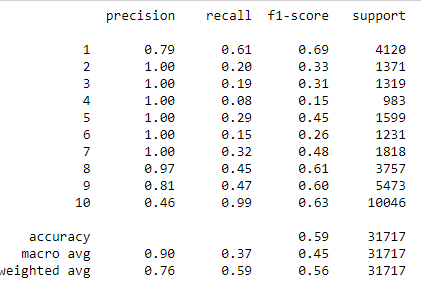 precision recall f1-score support
1 0.79 0.61 0.69 4120
2 1.00 0.20 0.33 1371
3 1.00 0.19 0.31 1319
4 1.00 0.08 0.15 983
5 1.00 0.29 0.45 1599
6 1.00 0.15 0.26 1231
7 1.00 0.32 0.48 1818
8 0.97 0.45 0.61 3757
9 0.81 0.47 0.60 5473
10 0.46 0.99 0.63 10046
accuracy 0.59 31717
macro avg 0.90 0.37 0.45 31717
weighted avg 0.76 0.59 0.56 31717